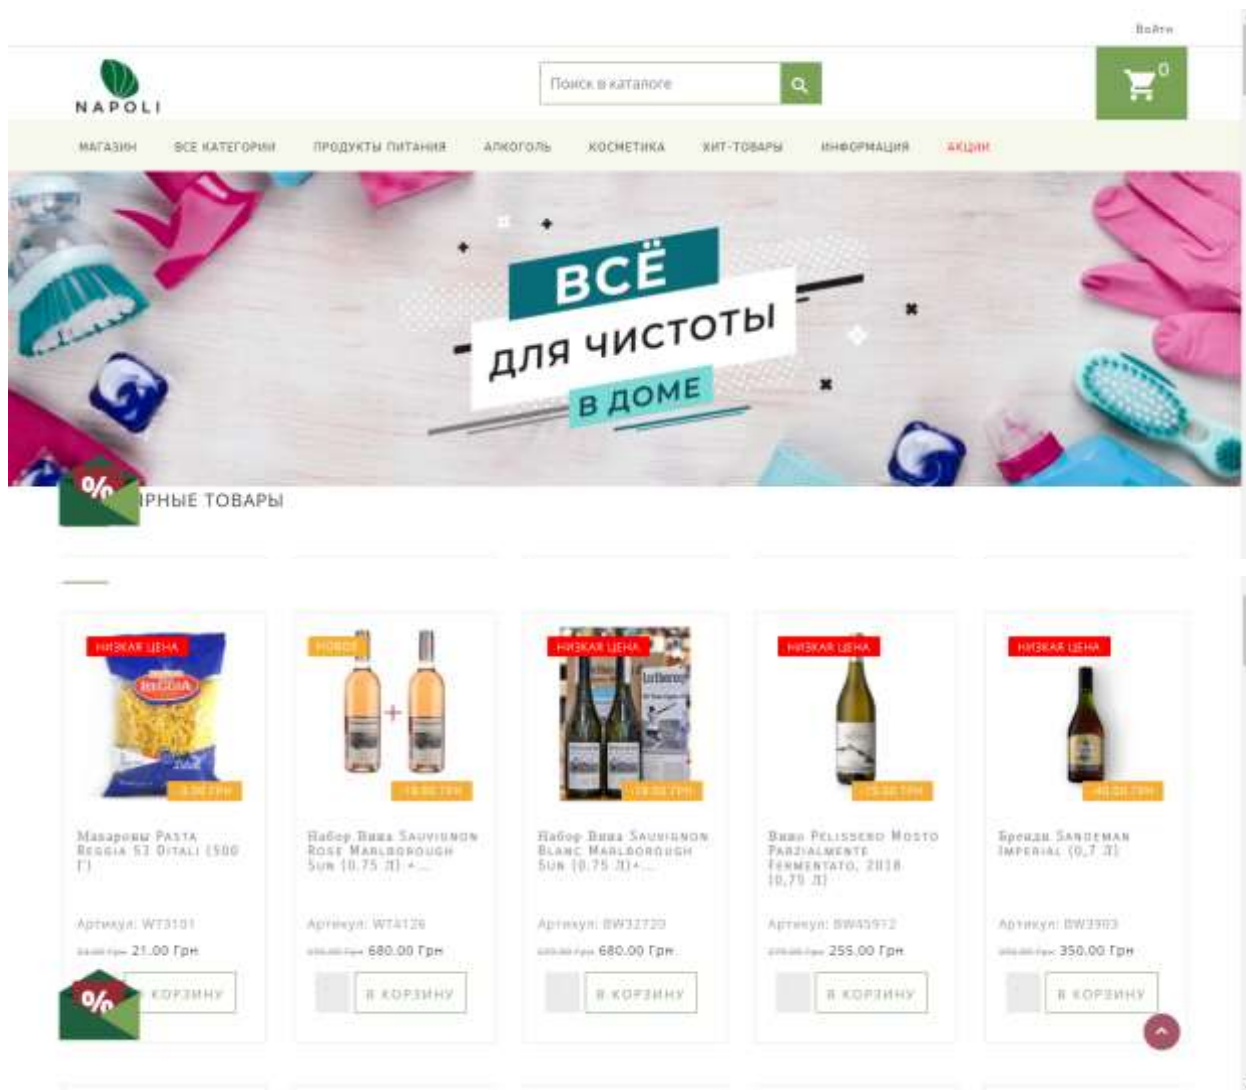 Войти
NAPOLI
Поиск в каталоге
0
МАГАЗИН ВСЕ КАТЕГОРИИ ПРОДУКТЫ ПИТАНИЯ АЛКОГОЛЬ КОСМЕТИКА ХИТ-ТОВАРЫ ИНФОРМАЦИЯ АКЦИИ
ВСЁ
ДЛЯ ЧИСТОТЫ
В ДОМЕ
%
РНЫЕ ТОВАРЫ
НИЗКАЯ ЦЕНА НОВОЕ НИЗКАЯ ЦЕНА НИЗКАЯ ЦЕНА НИЗКАЯ ЦЕНА
REGGIA
+
Макароны Pasta
Reggia 53 Ditali (500
Г)
Набор Вина Sauvignon
Rose Marlborough
Sun (0.75 Л) +...
Набор Вина Sauvignon
Blanc Marlborough
Sun (0.75 Л)+...
Вино Pelissero Mosto
Parzialmente
Fermentato, 2018
(0,75 Л)
Бренди Sandeman
Imperial (0,7 Л)
Артикул: WT3101 Артикул: WT4126 Артикул: BW32720 Артикул: BW45912 Артикул: BW3903
21.00 Грн 680.00 Грн 680.00 Грн 255.00 Грн 350.00 Грн
% КОРЗИНУ В КОРЗИНУ В КОРЗИНУ В КОРЗИНУ В КОРЗИНУ